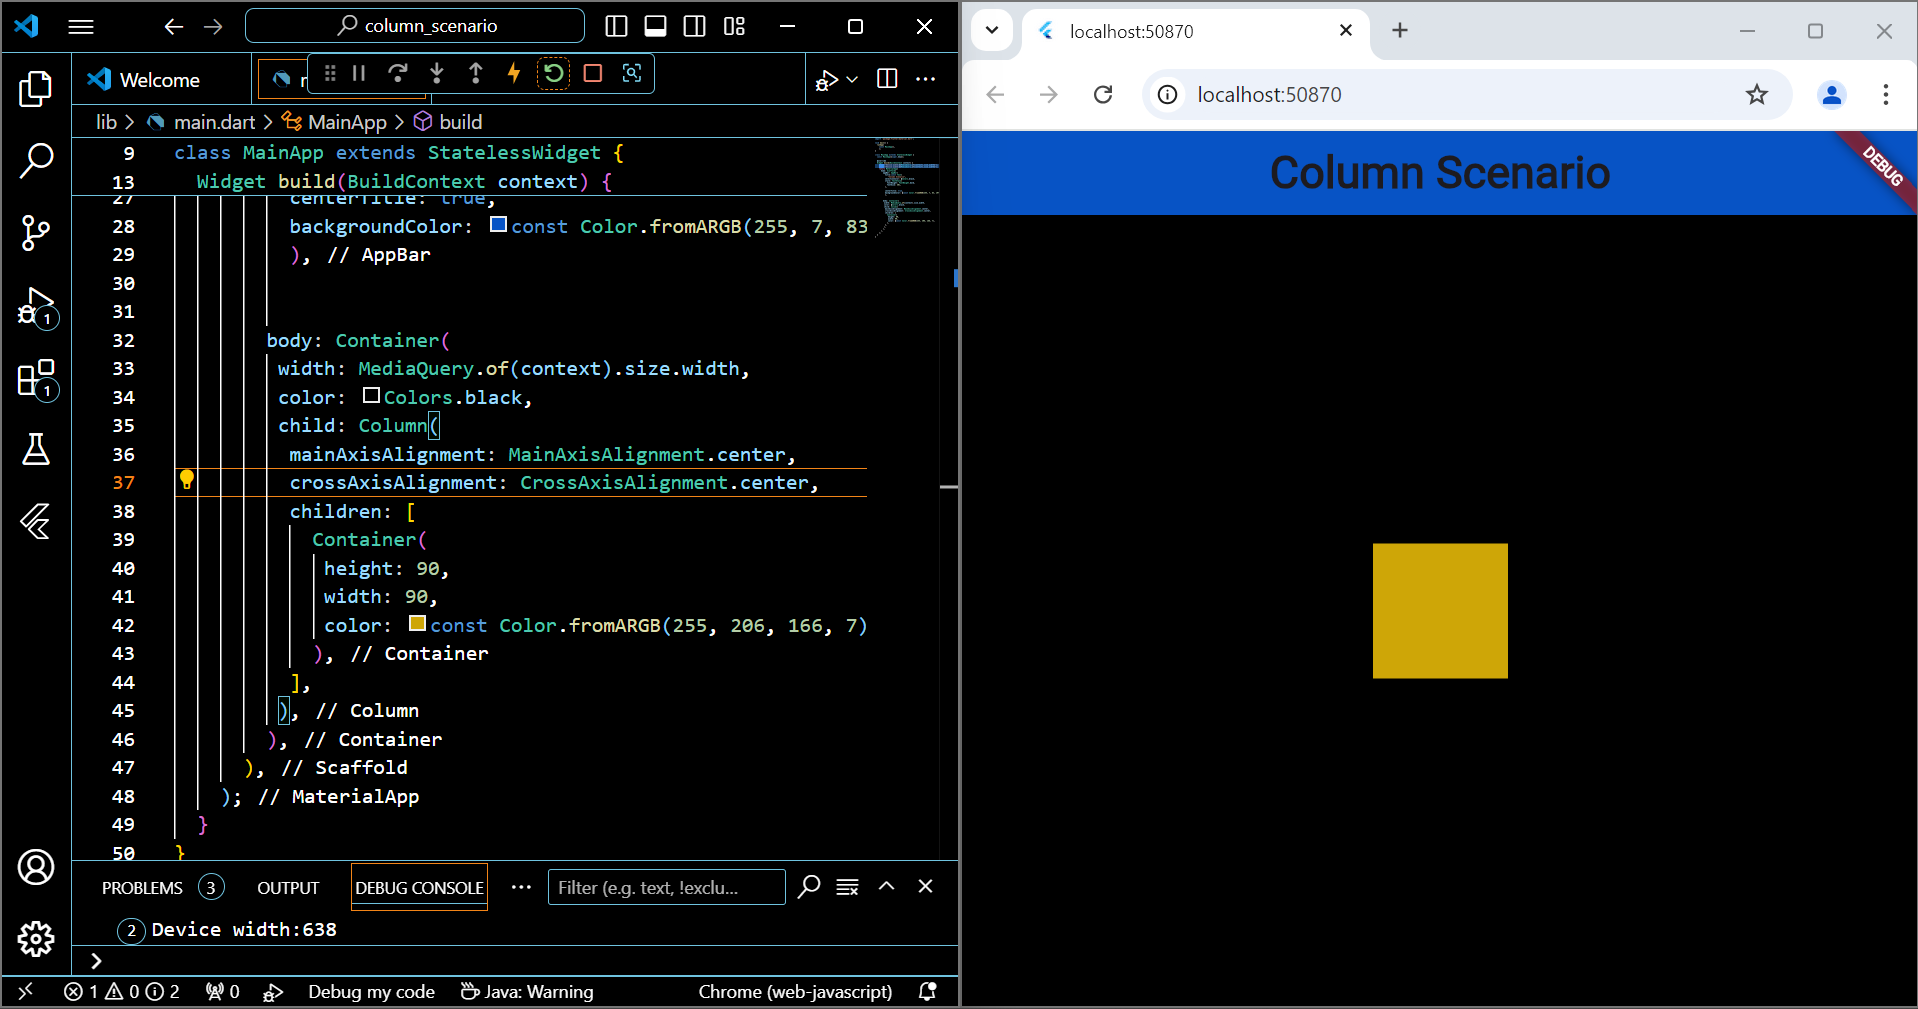 column_scenario
Welcome
lib > main.dart > MainApp > build
9 class MainApp extends StatelessWidget {
13 Widget build(BuildContext context) {
27 centerTitle: true,
28 backgroundColor: const Color.fromARGB(255, 7, 83
29 ), // AppBar
30
31
32 body: Container(
33 width: MediaQuery.of(context).size.width,
34 color: Colors.black,
35 child: Column(
36 mainAxisAlignment: MainAxisAlignment.center,
37 crossAxisAlignment: CrossAxisAlignment.center,
38 children: [
39 Container(
40 height: 90,
41 width: 90,
42 color: const Color.fromARGB(255, 206, 166, 7)
43 ), // Container
44 ],
45 ), // Column
46 ), // Container
47 ), // Scaffold
48 ); // MaterialApp
49 }
50 }
1
1
PROBLEMS 3 OUTPUT DEBUG CONSOLE ··· Filter (e.g. text, !exclu...
2 Device width:638
>
1 0 2 0 Debug my code Java: Warning Chrome (web-javascript)
localhost:50870
localhost:50870
Column Scenario
DEBUG